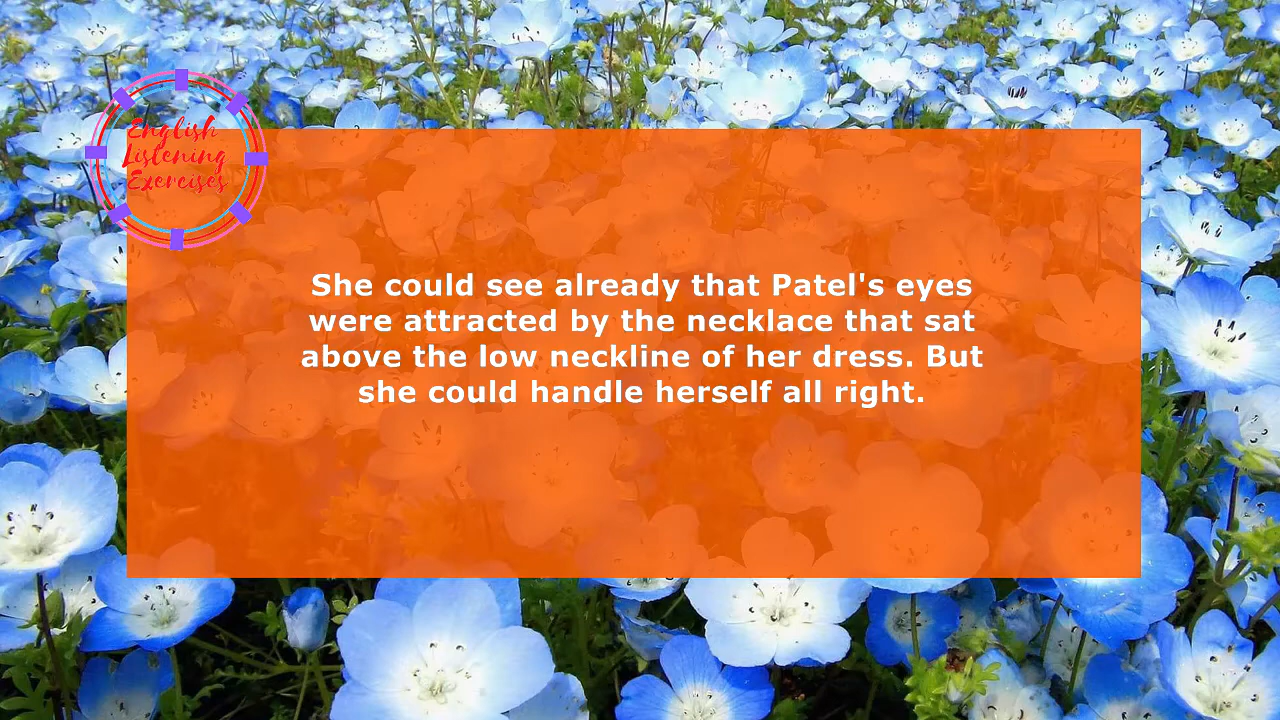 English
Listening
Exercises
She could see already that Patel's eyes
were attracted by the necklace that sat
above the low neckline of her dress. But
she could handle herself all right.